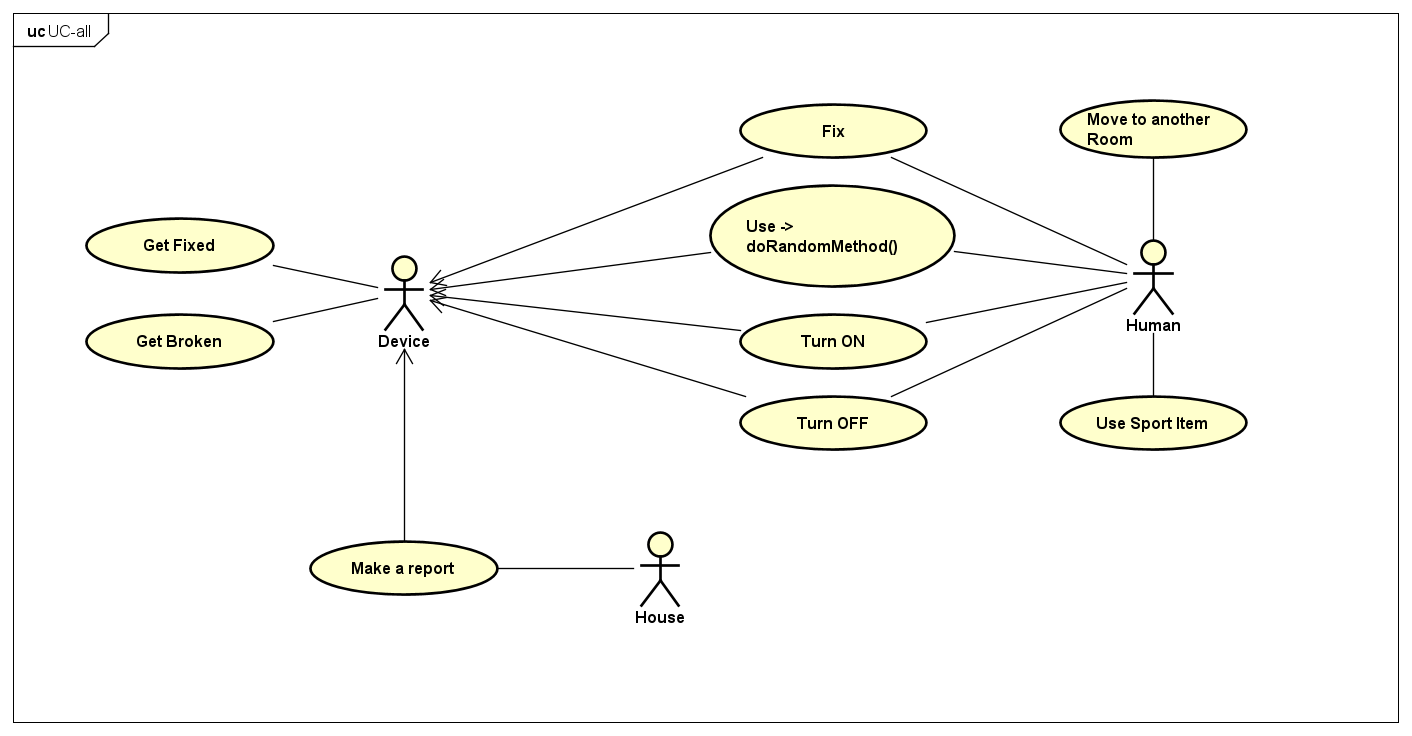 uc UC-all
Fix
Move to another
Room
Use ->
doRandomMethod()
Get Fixed
Get Broken
Device
Human
Turn ON
Turn OFF
Use Sport Item
Make a report
House